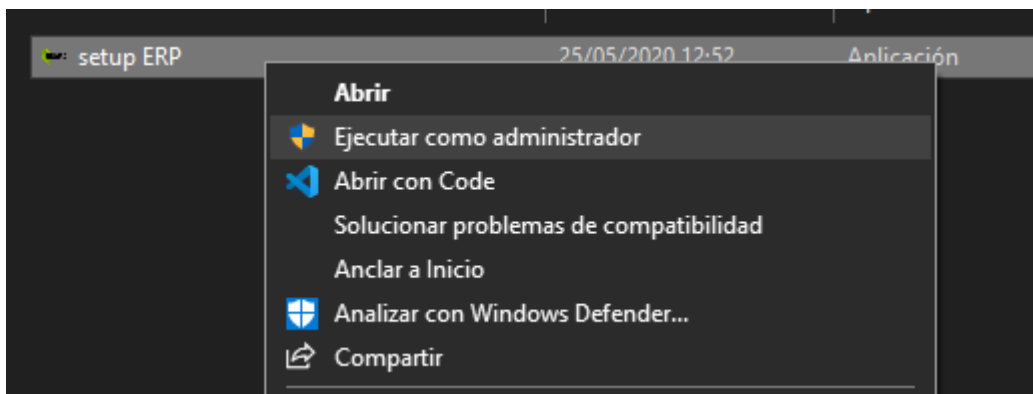 setup ERP 25/05/2020 12:52 Aplicación
Abrir
Ejecutar como administrador
Abrir con Code
Solucionar problemas de compatibilidad
Anclar a Inicio
Analizar con Windows Defender...
Compartir